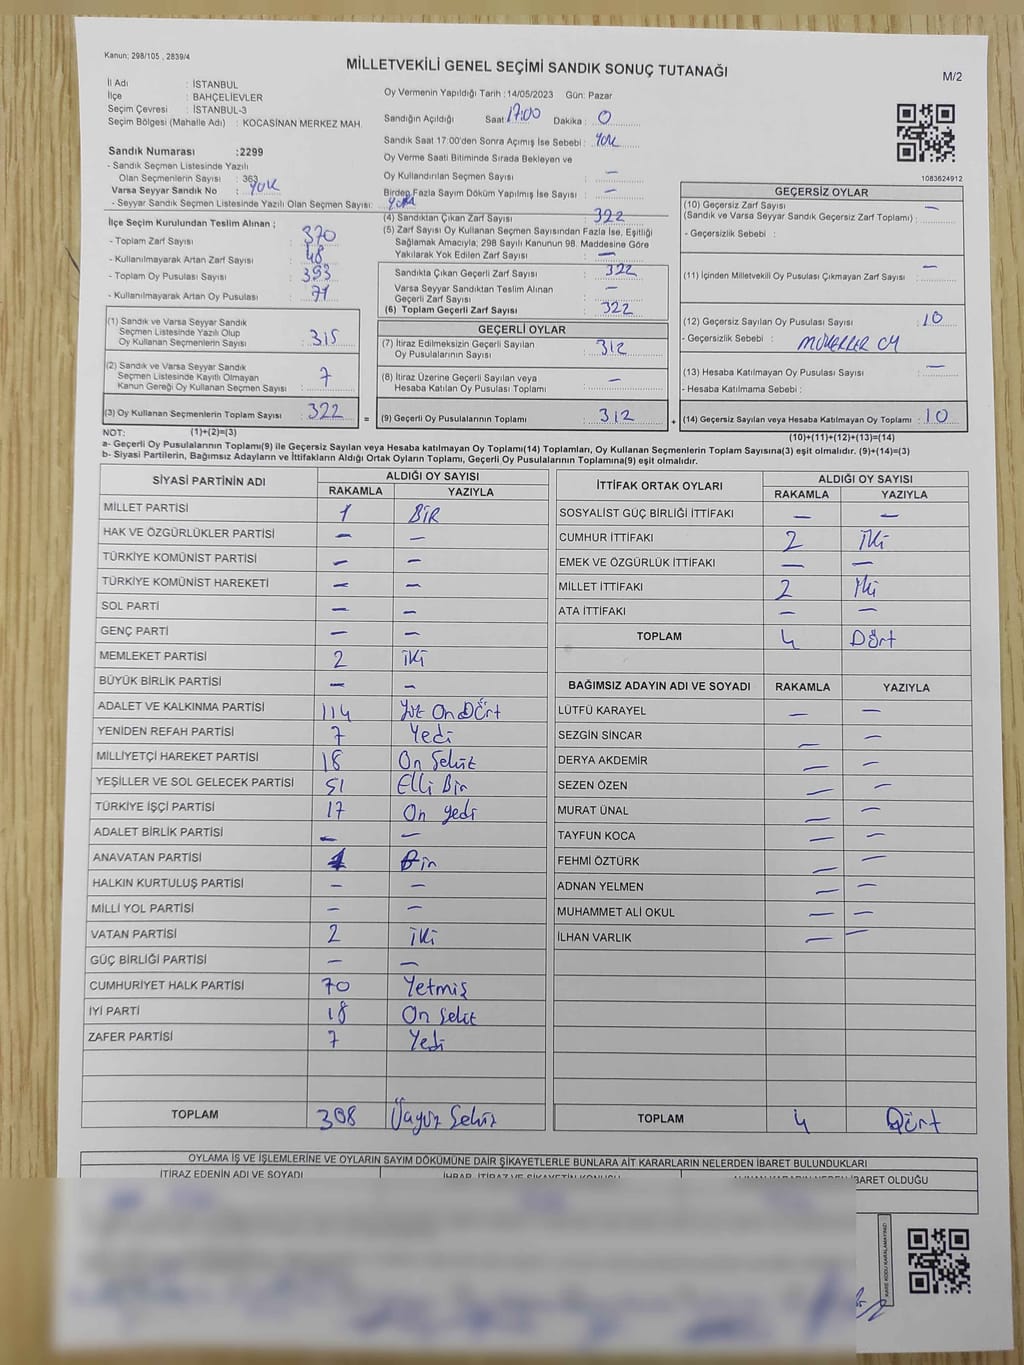 Kanun; 298/105 , 2839/4
MİLLETVEKİLİ GENEL SEÇİMİ SANDIK SONUÇ TUTANAĞI
M/2
İl Adı : İSTANBUL
İlçe : BAHÇELİEVLER
Seçim Çevresi : İSTANBUL-3
Seçim Bölgesi (Mahalle Adı) : KOCASİNAN MERKEZ MAH.
Oy Vermenin Yapıldığı Tarih :14/05/2023 Gün: Pazar
Sandığın Açıldığı Saat 17:00 Dakika : 0
Sandık Saat 17:00'den Sonra Açımış İse Sebebi : YOK
Oy Verme Saati Bitiminde Sırada Bekleyen ve
Oy Kullandırılan Seçmen Sayısı : —
Birden Fazla Sayım Döküm Yapılmış İse Sayısı : —
1083624912
Sandık Numarası :2299
- Sandık Seçmen Listesinde Yazılı
Olan Seçmenlerin Sayısı : 363
Varsa Seyyar Sandık No : YOK
- Seyyar Sandık Seçmen Listesinde Yazılı Olan Seçmen Sayısı: YOK
İlçe Seçim Kurulundan Teslim Alınan ;
- Toplam Zarf Sayısı : 370
- Kullanılmayarak Artan Zarf Sayısı : 48
- Toplam Oy Pusulası Sayısı : 393
- Kullanılmayarak Artan Oy Pusulası : 71
(1) Sandık ve Varsa Seyyar Sandık
Seçmen Listesinde Yazılı Olup
Oy Kullanan Seçmenlerin Sayısı : 315
(2) Sandık ve Varsa Seyyar Sandık
Seçmen Listesinde Kayıtlı Olmayan
Kanun Gereği Oy Kullanan Seçmen Sayısı : 7
(3) Oy Kullanan Seçmenlerin Toplam Sayısı : 322 =
(4) Sandıktan Çıkan Zarf Sayısı : 322
(5) Zarf Sayısı Oy Kullanan Seçmen Sayısından Fazla İse, Eşitliği
Sağlamak Amacıyla; 298 Sayılı Kanunun 98. Maddesine Göre
Yakılarak Yok Edilen Zarf Sayısı : —
Sandıkta Çıkan Geçerli Zarf Sayısı : 322
Varsa Seyyar Sandıktan Teslim Alınan
Geçerli Zarf Sayısı : —
(6) Toplam Geçerli Zarf Sayısı : 322
GEÇERLİ OYLAR
(7) İtiraz Edilmeksizin Geçerli Sayılan
Oy Pusulalarının Sayısı : 312
(8) İtiraz Üzerine Geçerli Sayılan veya
Hesaba Katılan Oy Pusulası Toplamı : —
(9) Geçerli Oy Pusulalarının Toplamı : 312 +
GEÇERSİZ OYLAR
(10) Geçersiz Zarf Sayısı
(Sandık ve Varsa Seyyar Sandık Geçersiz Zarf Toplamı) : —
- Geçersizlik Sebebi :
(11) İçinden Milletvekili Oy Pusulası Çıkmayan Zarf Sayısı : —
(12) Geçersiz Sayılan Oy Pusulası Sayısı : 10
- Geçersizlik Sebebi : MÜKERRER OY
(13) Hesaba Katılmayan Oy Pusulası Sayısı : —
- Hesaba Katılmama Sebebi :
(14) Geçersiz Sayılan veya Hesaba Katılmayan Oy Toplamı : 10
NOT: (1)+(2)=(3) (10)+(11)+(12)+(13)=(14)
a- Geçerli Oy Pusulalarının Toplamı(9) ile Geçersiz Sayılan veya Hesaba katılmayan Oy Toplamı(14) Toplamları, Oy Kullanan Seçmenlerin Toplam Sayısına(3) eşit olmalıdır. (9)+(14)=(3)
b- Siyasi Partilerin, Bağımsız Adayların ve İttifakların Aldığı Ortak Oyların Toplamı, Geçerli Oy Pusulalarının Toplamına(9) eşit olmalıdır.
SİYASİ PARTİNİN ADI ALDIĞI OY SAYISI
RAKAMLA YAZIYLA
MİLLET PARTİSİ 1 BİR
HAK VE ÖZGÜRLÜKLER PARTİSİ — —
TÜRKİYE KOMÜNİST PARTİSİ — —
TÜRKİYE KOMÜNİST HAREKETİ — —
SOL PARTİ — —
GENÇ PARTİ — —
MEMLEKET PARTİSİ 2 İki
BÜYÜK BİRLİK PARTİSİ — —
ADALET VE KALKINMA PARTİSİ 114 Yüz On Dört
YENİDEN REFAH PARTİSİ 7 Yedi
MİLLİYETÇİ HAREKET PARTİSİ 18 On Sekiz
YEŞİLLER VE SOL GELECEK PARTİSİ 51 Elli Bir
TÜRKİYE İŞÇİ PARTİSİ 17 On yedi
ADALET BİRLİK PARTİSİ — —
ANAVATAN PARTİSİ 1 Bir
HALKIN KURTULUŞ PARTİSİ — —
MİLLİ YOL PARTİSİ — —
VATAN PARTİSİ 2 İki
GÜÇ BİRLİĞİ PARTİSİ — —
CUMHURİYET HALK PARTİSİ 70 Yetmiş
İYİ PARTİ 18 On Sekiz
ZAFER PARTİSİ 7 Yedi
TOPLAM 308 Üçyüz Sekiz
İTTİFAK ORTAK OYLARI ALDIĞI OY SAYISI
RAKAMLA YAZIYLA
SOSYALİST GÜÇ BİRLİĞİ İTTİFAKI — —
CUMHUR İTTİFAKI 2 İki
EMEK VE ÖZGÜRLÜK İTTİFAKI — —
MİLLET İTTİFAKI 2 İki
ATA İTTİFAKI — —
TOPLAM 4 Dört
BAĞIMSIZ ADAYIN ADI VE SOYADI RAKAMLA YAZIYLA
LÜTFÜ KARAYEL — —
SEZGİN SİNCAR — —
DERYA AKDEMİR — —
SEZEN ÖZEN — —
MURAT ÜNAL — —
TAYFUN KOCA — —
FEHMİ ÖZTÜRK — —
ADNAN YELMEN — —
MUHAMMET ALİ OKUL — —
İLHAN VARLIK — —
TOPLAM 4 Dört
OYLAMA İŞ VE İŞLEMLERİNE VE OYLARIN SAYIM DÖKÜMÜNE DAİR ŞİKAYETLERLE BUNLARA AİT KARARLARIN NELERDEN İBARET BULUNDUKLARI
İTİRAZ EDENİN ADI VE SOYADI İHBAR, İTİRAZ VE ŞİKAYETİN KONUSU ALINAN KARARIN NEDEN İBARET OLDUĞU
KARE KODU KARALAMAYINIZ!